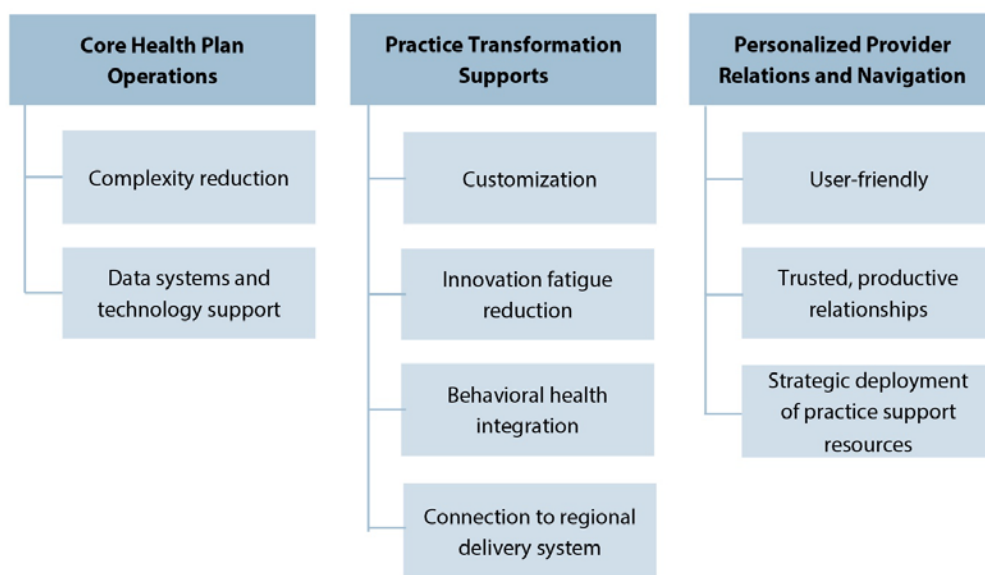 Core Health Plan
Operations
Complexity reduction
Data systems and
technology support
Practice Transformation
Supports
Customization
Innovation fatigue
reduction
Behavioral health
integration
Connection to regional
delivery system
Personalized Provider
Relations and Navigation
User-friendly
Trusted, productive
relationships
Strategic deployment
of practice support
resources